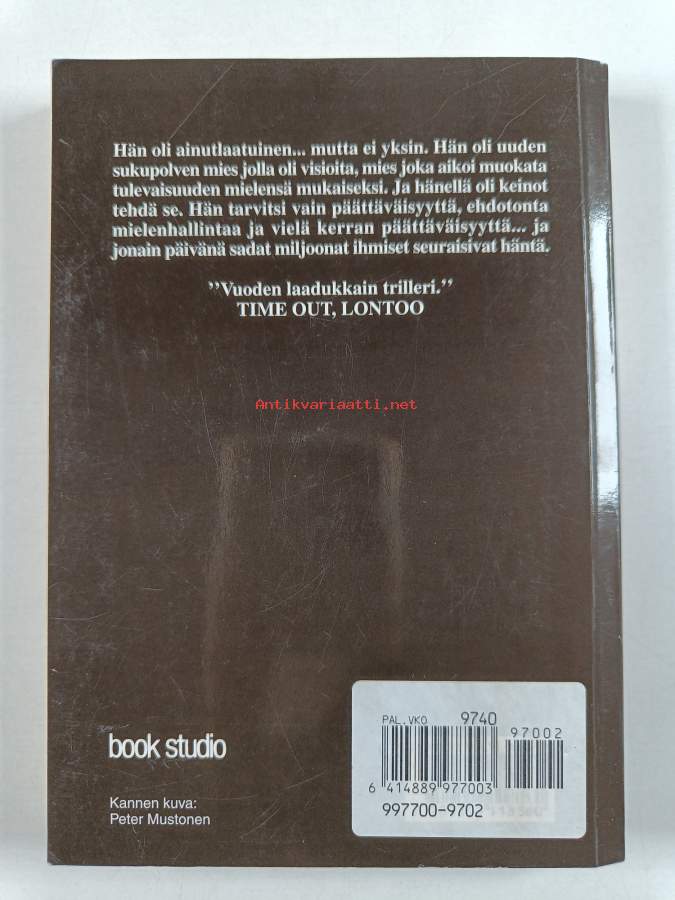 Hän oli ainutlaatuinen... mutta ei yksin. Hän oli uuden
sukupolven mies jolla oli visioita, mies joka aikoi muokata
tulevaisuuden mielensä mukaiseksi. Ja hänellä oli keinot
tehdä se. Hän tarvitsi vain päättäväisyyttä, ehdotonta
mielenhallintaa ja vielä kerran päättäväisyyttä... ja
jonain päivänä sadat miljoonat ihmiset seuraisivat häntä.
”Vuoden laadukkain trilleri.”
TIME OUT, LONTOO
Antikvariaatti.net
book studio
Kannen kuva:
Peter Mustonen
PAL.VKO 9740
97002
6 414889 977003
997700-9702